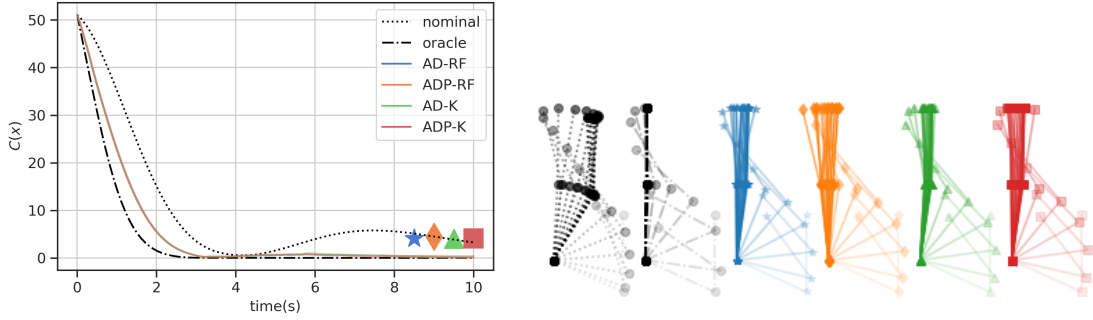 50
40
30
20
10
0
C(x)
0 2 4 6 8 10
time(s)
nominal
oracle
AD-RF
ADP-RF
AD-K
ADP-K